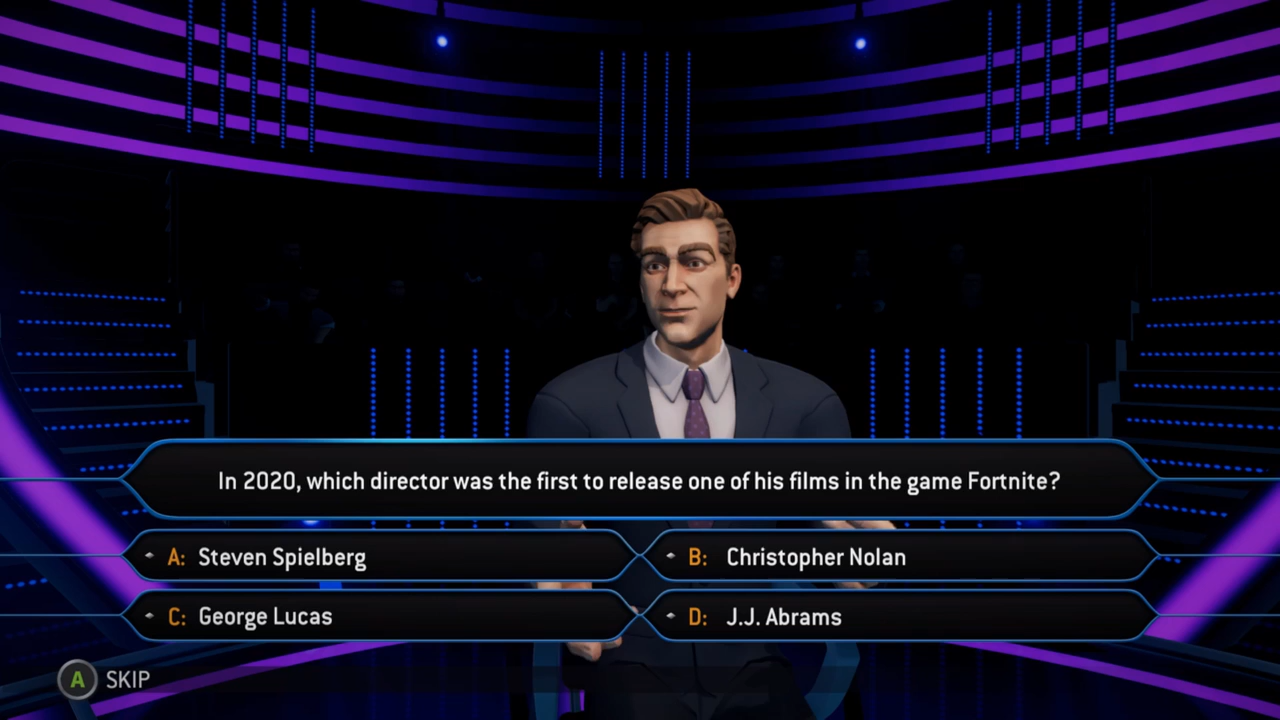 In 2020, which director was the first to release one of his films in the game Fortnite?
A: Steven Spielberg
B: Christopher Nolan
C: George Lucas
D: J.J. Abrams
A SKIP